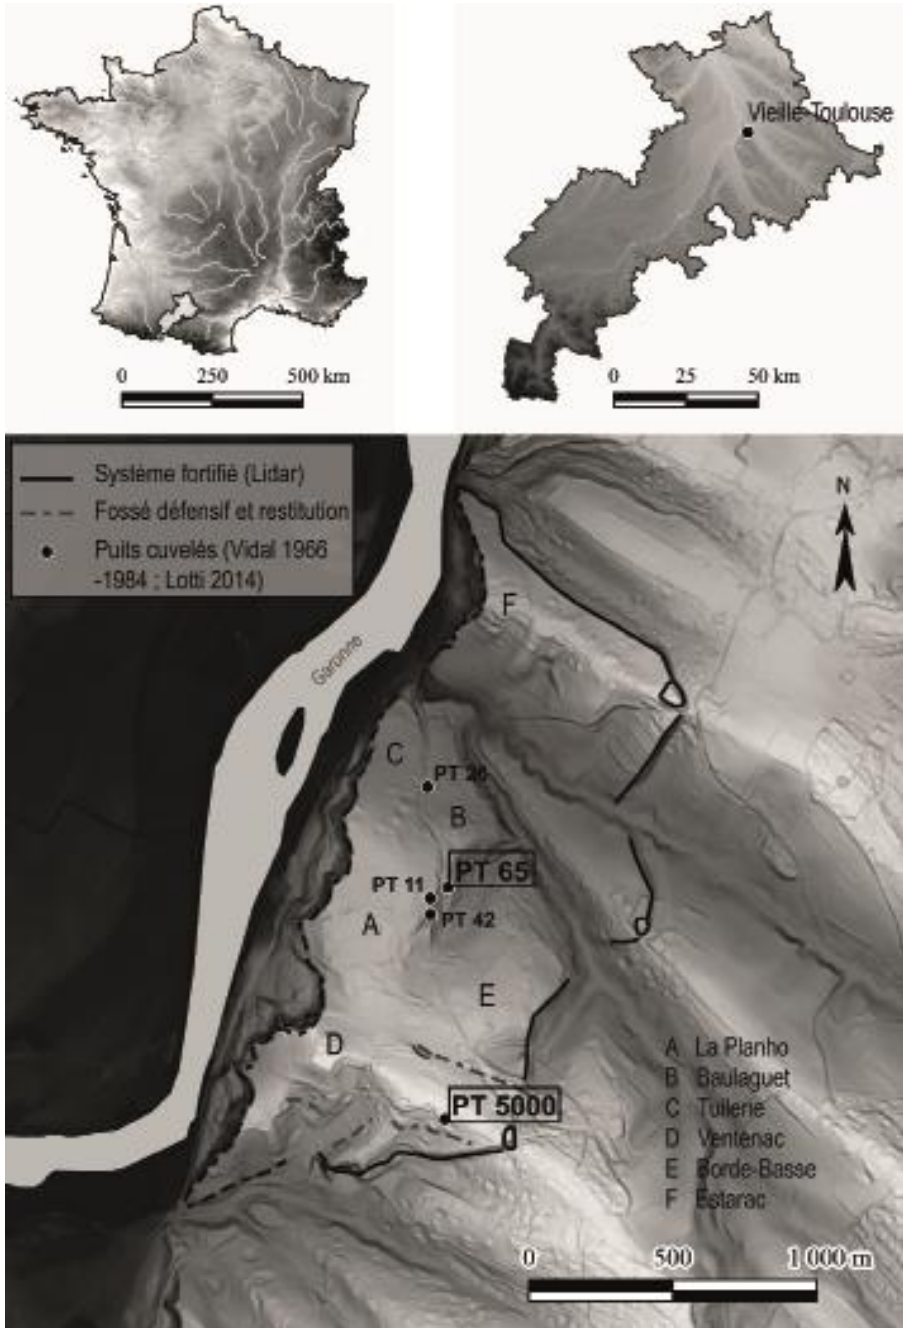 Vieille-Toulouse
0 250 500 km
0 25 50 km
Système fortifié (Lidar)
Fossé défensif et restitution
Puits cuvelés (Vidal 1966
-1984 ; Lotti 2014)
N
Garonne
F
C
PT 26
B
PT 65
PT 11
A
PT 42
E
D
PT 5000
A La Planho
B Baulaguet
C Tuilerie
D Ventenac
E Borde-Basse
F Estarac
0 500 1 000 m